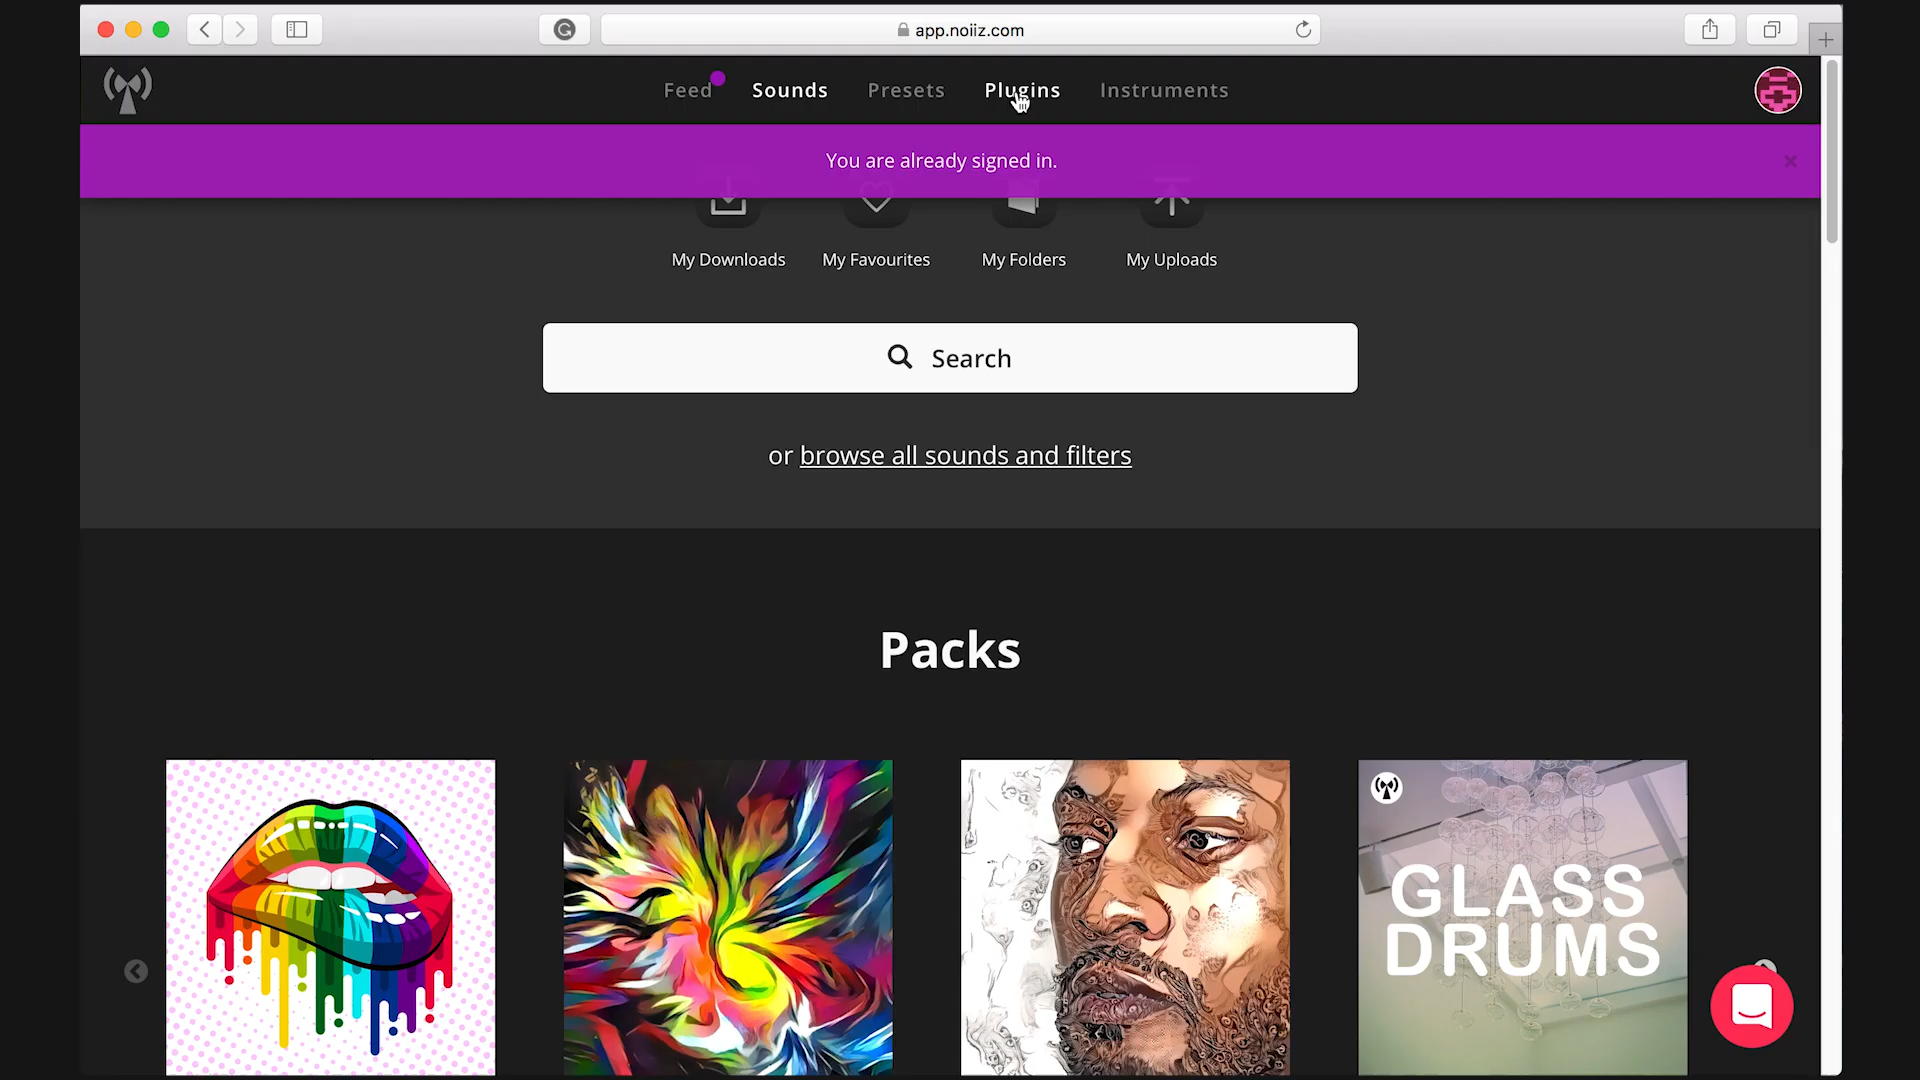 app.noiiz.com
Feed Sounds Presets Plugins Instruments
You are already signed in.
My Downloads My Favourites My Folders My Uploads
Search
or browse all sounds and filters
Packs
GLASS
DRUMS